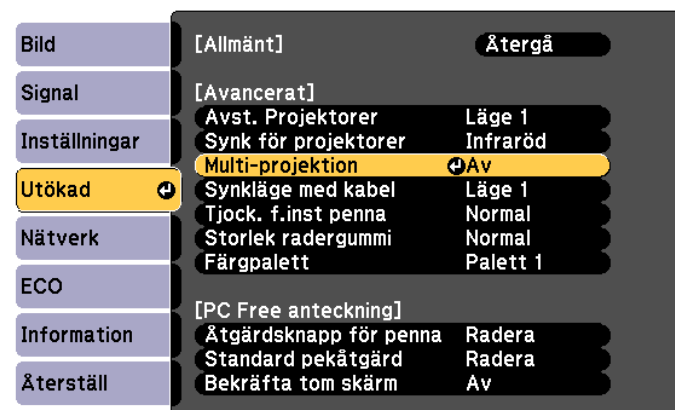 Bild
Signal
Inställningar
Utökad
Nätverk
ECO
Information
Återställ
[Allmänt] Återgå
[Avancerat]
Avst. Projektorer Läge 1
Synk för projektorer Infraröd
Multi-projektion Av
Synkläge med kabel Läge 1
Tjock. f.inst penna Normal
Storlek radergummi Normal
Färgpalett Palett 1
[PC Free anteckning]
Åtgärdsknapp för penna Radera
Standard pekåtgärd Radera
Bekräfta tom skärm Av